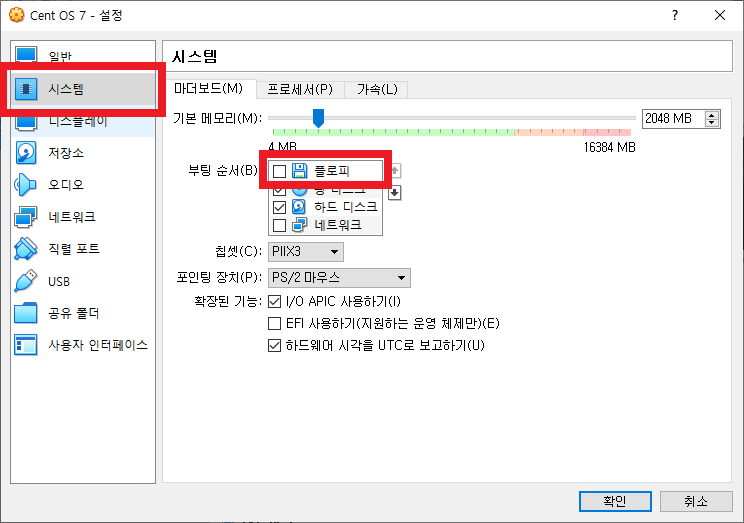 Cent OS 7 - 설정
일반
시스템
디스플레이
저장소
오디오
네트워크
직렬 포트
USB
공유 폴더
사용자 인터페이스
시스템
마더보드(M) 프로세서(P) 가속(L)
기본 메모리(M): 2048 MB
4 MB 16384 MB
부팅 순서(B): 플로피
디스크
하드 디스크
네트워크
칩셋(C): PIIX3
포인팅 장치(P): PS/2 마우스
확장된 기능: I/O APIC 사용하기(I)
EFI 사용하기(지원하는 운영 체제만)(E)
하드웨어 시각을 UTC로 보고하기(U)
확인 취소